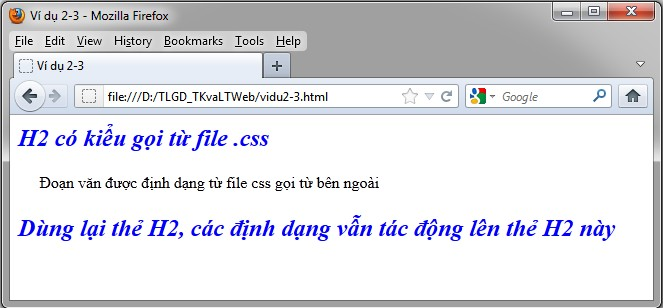 Ví dụ 2-3 - Mozilla Firefox
File Edit View History Bookmarks Tools Help
Ví dụ 2-3
file:///D:/TLGD_TKvaLTWeb/vidu2-3.html
Google
H2 có kiểu gọi từ file .css
Đoạn văn được định dạng từ file css gọi từ bên ngoài
Dùng lại thẻ H2, các định dạng vẫn tác động lên thẻ H2 này